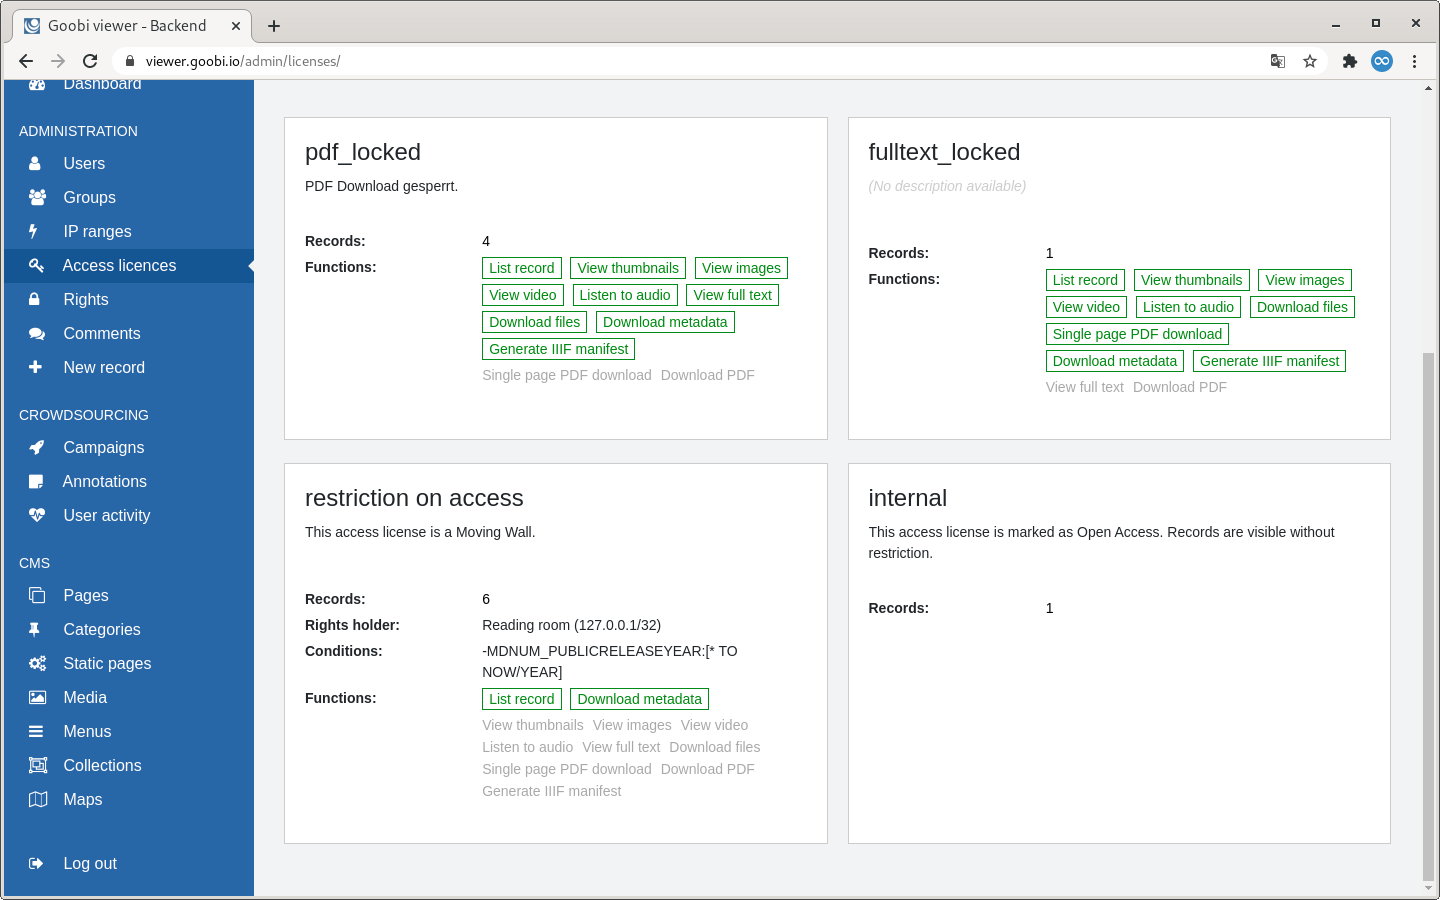 Goobi viewer - Backend
viewer.goobi.io/admin/licenses/
Dashboard
ADMINISTRATION
Users
Groups
IP ranges
Access licences
Rights
Comments
New record
CROWDSOURCING
Campaigns
Annotations
User activity
CMS
Pages
Categories
Static pages
Media
Menus
Collections
Maps
Log out
pdf_locked
PDF Download gesperrt.
Records: 4
Functions: List record View thumbnails View images
View video Listen to audio View full text
Download files Download metadata
Generate IIIF manifest
Single page PDF download Download PDF
fulltext_locked
(No description available)
Records: 1
Functions: List record View thumbnails View images
View video Listen to audio Download files
Single page PDF download
Download metadata Generate IIIF manifest
View full text Download PDF
restriction on access
This access license is a Moving Wall.
Records: 6
Rights holder: Reading room (127.0.0.1/32)
Conditions: -MDNUM_PUBLICRELEASEYEAR:[* TO
NOW/YEAR]
Functions: List record Download metadata
View thumbnails View images View video
Listen to audio View full text Download files
Single page PDF download Download PDF
Generate IIIF manifest
internal
This access license is marked as Open Access. Records are visible without
restriction.
Records: 1